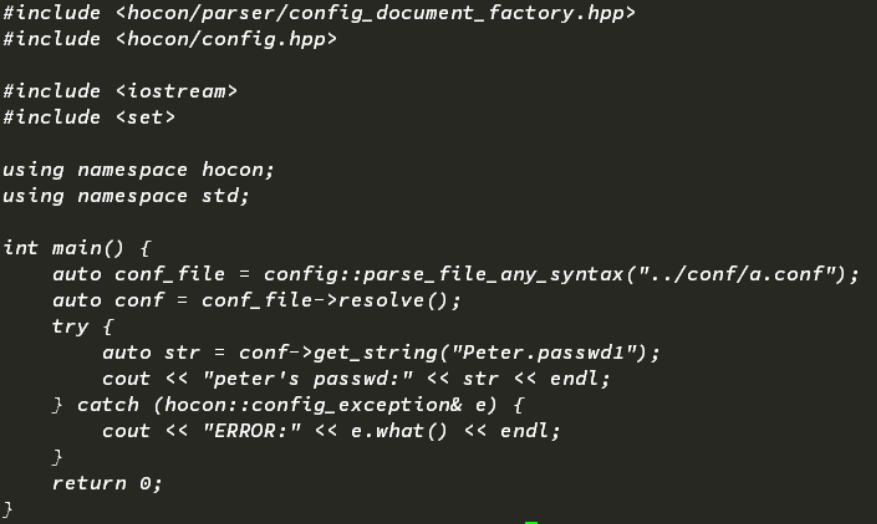 #include <hocon/parser/config_document_factory.hpp>
#include <hocon/config.hpp>

#include <iostream>
#include <set>

using namespace hocon;
using namespace std;

int main() {
    auto conf_file = config::parse_file_any_syntax("../conf/a.conf");
    auto conf = conf_file->resolve();
    try {
        auto str = conf->get_string("Peter.passwd1");
        cout << "peter's passwd:" << str << endl;
    } catch (hocon::config_exception& e) {
        cout << "ERROR:" << e.what() << endl;
    }
    return 0;
}